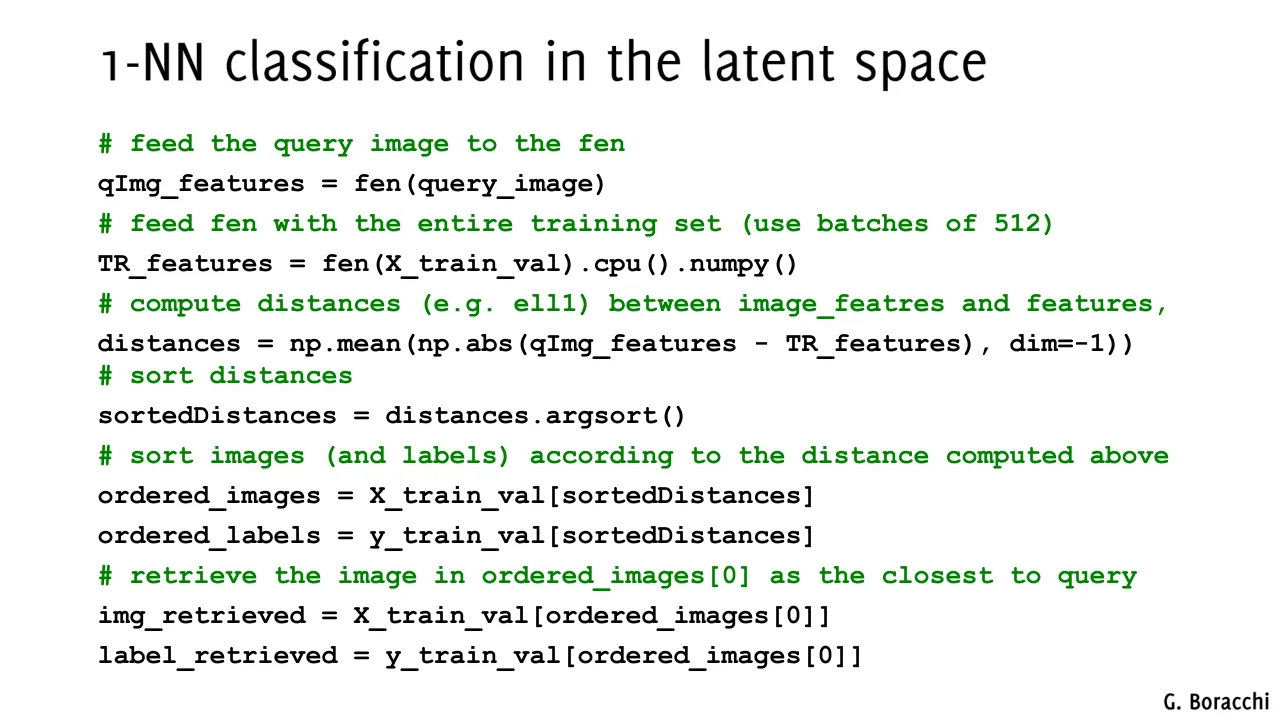 1-NN classification in the latent space
# feed the query image to the fen
qImg_features = fen(query_image)
# feed fen with the entire training set (use batches of 512)
TR_features = fen(X_train_val).cpu().numpy()
# compute distances (e.g. ell1) between image_featres and features,
distances = np.mean(np.abs(qImg_features - TR_features), dim=-1))
# sort distances
sortedDistances = distances.argsort()
# sort images (and labels) according to the distance computed above
ordered_images = X_train_val[sortedDistances]
ordered_labels = y_train_val[sortedDistances]
# retrieve the image in ordered_images[0] as the closest to query
img_retrieved = X_train_val[ordered_images[0]]
label_retrieved = y_train_val[ordered_images[0]]
G. Boracchi